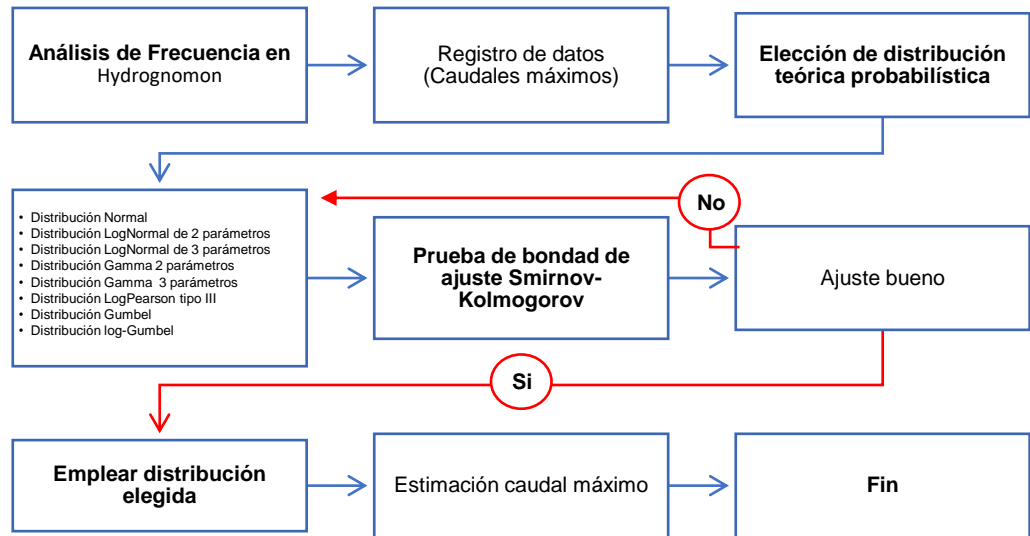 Análisis de Frecuencia en
Hydrognomon
Registro de datos
(Caudales máximos)
Elección de distribución
teórica probabilística
• Distribución Normal
• Distribución LogNormal de 2 parámetros
• Distribución LogNormal de 3 parámetros
• Distribución Gamma 2 parámetros
• Distribución Gamma 3 parámetros
• Distribución LogPearson tipo III
• Distribución Gumbel
• Distribución log-Gumbel
Prueba de bondad de
ajuste Smirnov-
Kolmogorov
No
Ajuste bueno
Si
Emplear distribución
elegida
Estimación caudal máximo
Fin